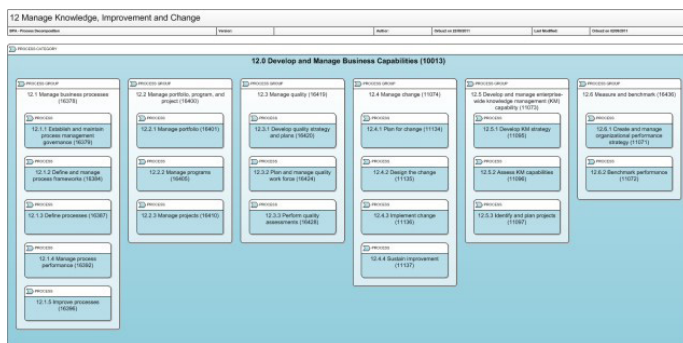 12 Manage Knowledge, Improvement and Change
Version:
Author:
Last Modified:
PROCESS CATEGORY
12.0 Develop and Manage Business Capabilities (10013)
PROCESS GROUP
12.1 Manage business processes
(16378)
PROCESS
12.1.1 Establish and maintain
process management
governance (16379)
PROCESS
12.1.2 Define and manage
process frameworks (16384)
PROCESS
12.1.3 Define processes (16387)
PROCESS
12.1.4 Manage process
performance (16392)
PROCESS
12.1.5 Improve processes
(16396)
PROCESS GROUP
12.2 Manage portfolio, program, and
project (16400)
PROCESS
12.2.1 Manage portfolio (16401)
PROCESS
12.2.2 Manage programs
(16405)
PROCESS
12.2.3 Manage projects (16410)
PROCESS GROUP
12.3 Manage quality (16419)
PROCESS
12.3.1 Develop quality strategy
and plans (16420)
PROCESS
12.3.2 Plan and manage quality
work force (16424)
PROCESS
12.3.3 Perform quality
assessments (16428)
PROCESS GROUP
12.4 Manage change (11074)
PROCESS
12.4.1 Plan for change (11134)
PROCESS
12.4.2 Design the change
(11135)
PROCESS
12.4.3 Implement change
(11136)
PROCESS
12.4.4 Sustain improvement
(11137)
PROCESS GROUP
12.5 Develop and manage enterprise-
wide knowledge management (KM)
capability (11073)
PROCESS
12.5.1 Develop KM strategy
(11095)
PROCESS
12.5.2 Assess KM capabilities
(11096)
PROCESS
12.5.3 Identify and plan projects
(11097)
PROCESS GROUP
12.6 Measure and benchmark (16436)
PROCESS
12.6.1 Create and manage
organizational performance
strategy (11071)
PROCESS
12.6.2 Benchmark performance
(11072)